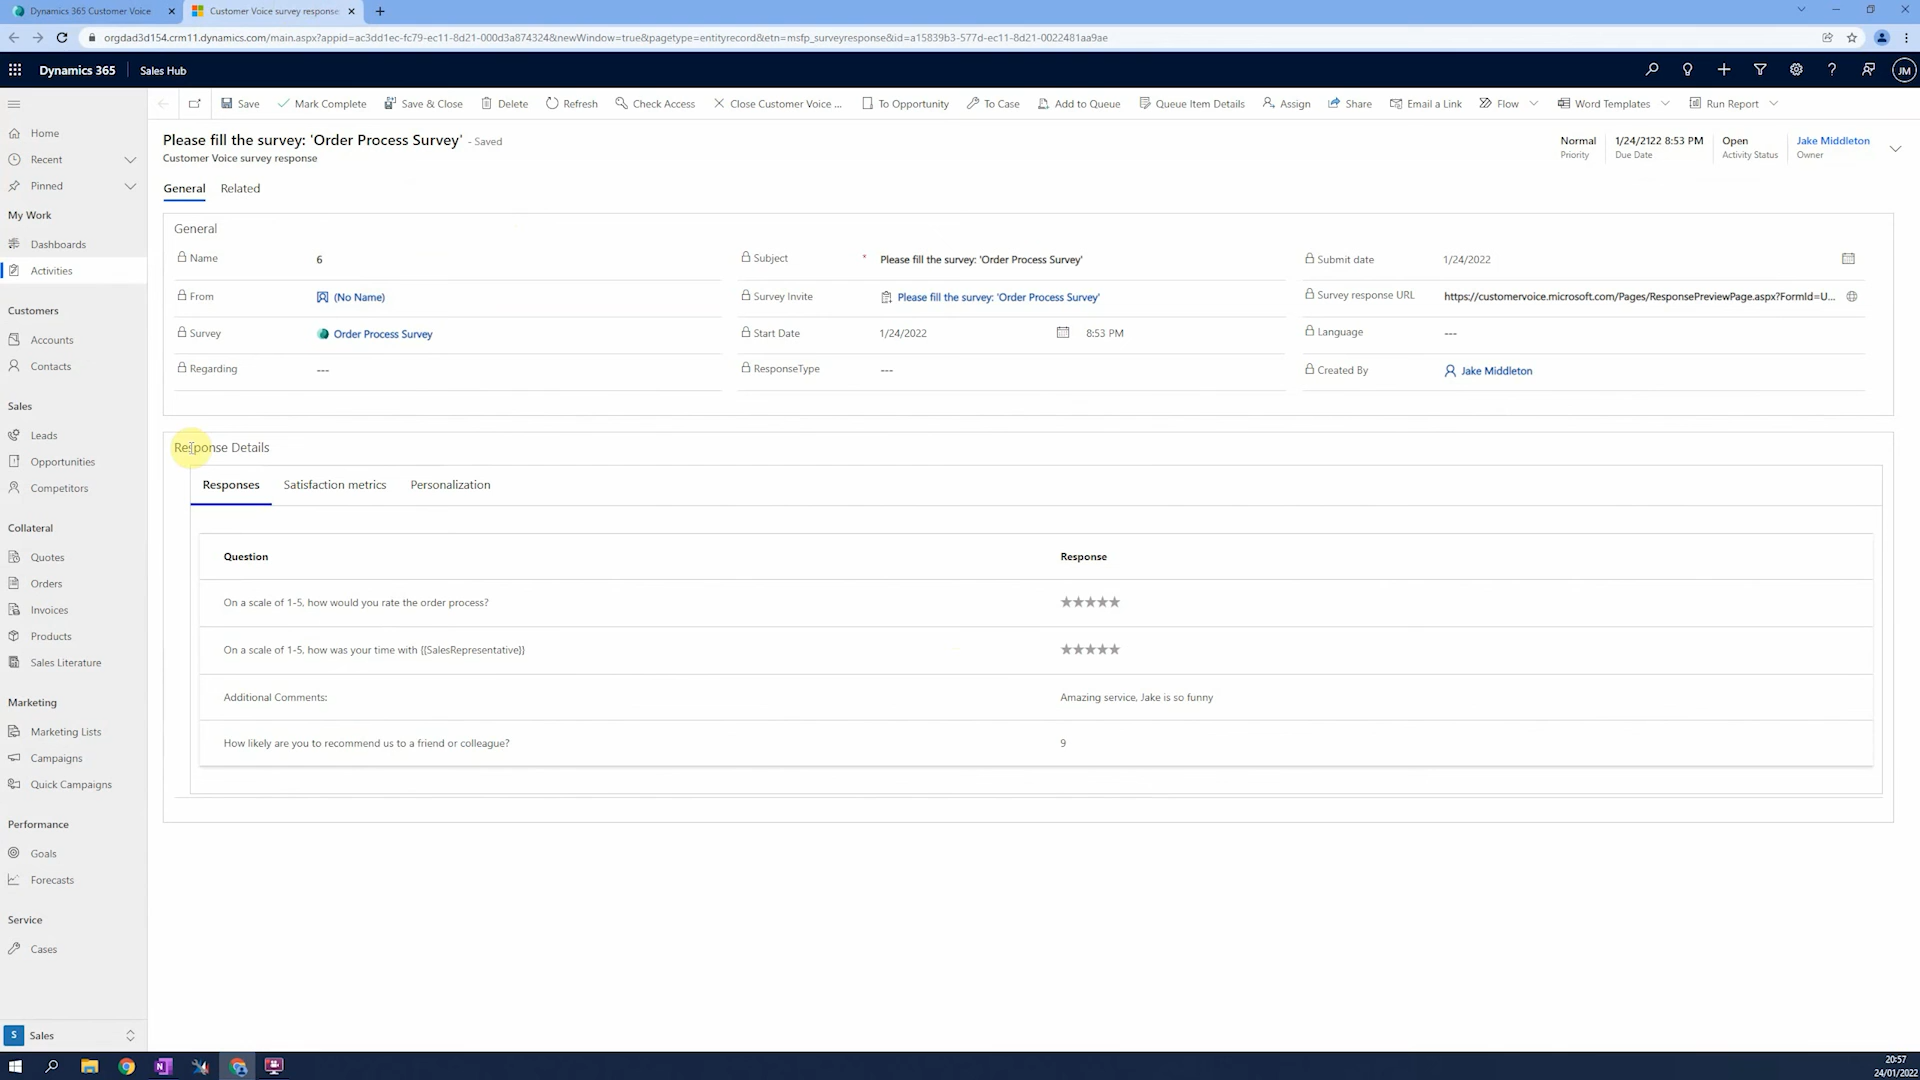 Dynamics 365 Customer Voice
Customer Voice survey response
orgdad3d154.crm11.dynamics.com/main.aspx?appid=ac3dd1ec-fc79-ec11-8d21-000d3a874324&newWindow=true&pagetype=entityrecord&etn=msfp_surveyresponse&id=a15839b3-577d-ec11-8d21-0022481aa9ae
Dynamics 365 Sales Hub JM
Save Mark Complete Save & Close Delete Refresh Check Access Close Customer Voice ... To Opportunity To Case Add to Queue Queue Item Details Assign Share Email a Link Flow Word Templates Run Report
Home
Recent
Pinned
My Work
Dashboards
Activities
Customers
Accounts
Contacts
Sales
Leads
Opportunities
Competitors
Collateral
Quotes
Orders
Invoices
Products
Sales Literature
Marketing
Marketing Lists
Campaigns
Quick Campaigns
Performance
Goals
Forecasts
Service
Cases
S Sales
Please fill the survey: 'Order Process Survey' - Saved
Customer Voice survey response
Normal
Priority
1/24/2122 8:53 PM
Due Date
Open
Activity Status
Jake Middleton
Owner
General Related
General
Name 6
Subject * Please fill the survey: 'Order Process Survey'
Submit date 1/24/2022
From (No Name)
Survey Invite Please fill the survey: 'Order Process Survey'
Survey response URL https://customervoice.microsoft.com/Pages/ResponsePreviewPage.aspx?FormId=U...
Survey Order Process Survey
Start Date 1/24/2022 8:53 PM
Language ---
Regarding ---
ResponseType ---
Created By Jake Middleton
Response Details
Responses Satisfaction metrics Personalization
Question Response
On a scale of 1-5, how would you rate the order process? ★★★★★
On a scale of 1-5, how was your time with {{SalesRepresentative}} ★★★★★
Additional Comments: Amazing service, Jake is so funny
How likely are you to recommend us to a friend or colleague? 9
20:57
24/01/2022